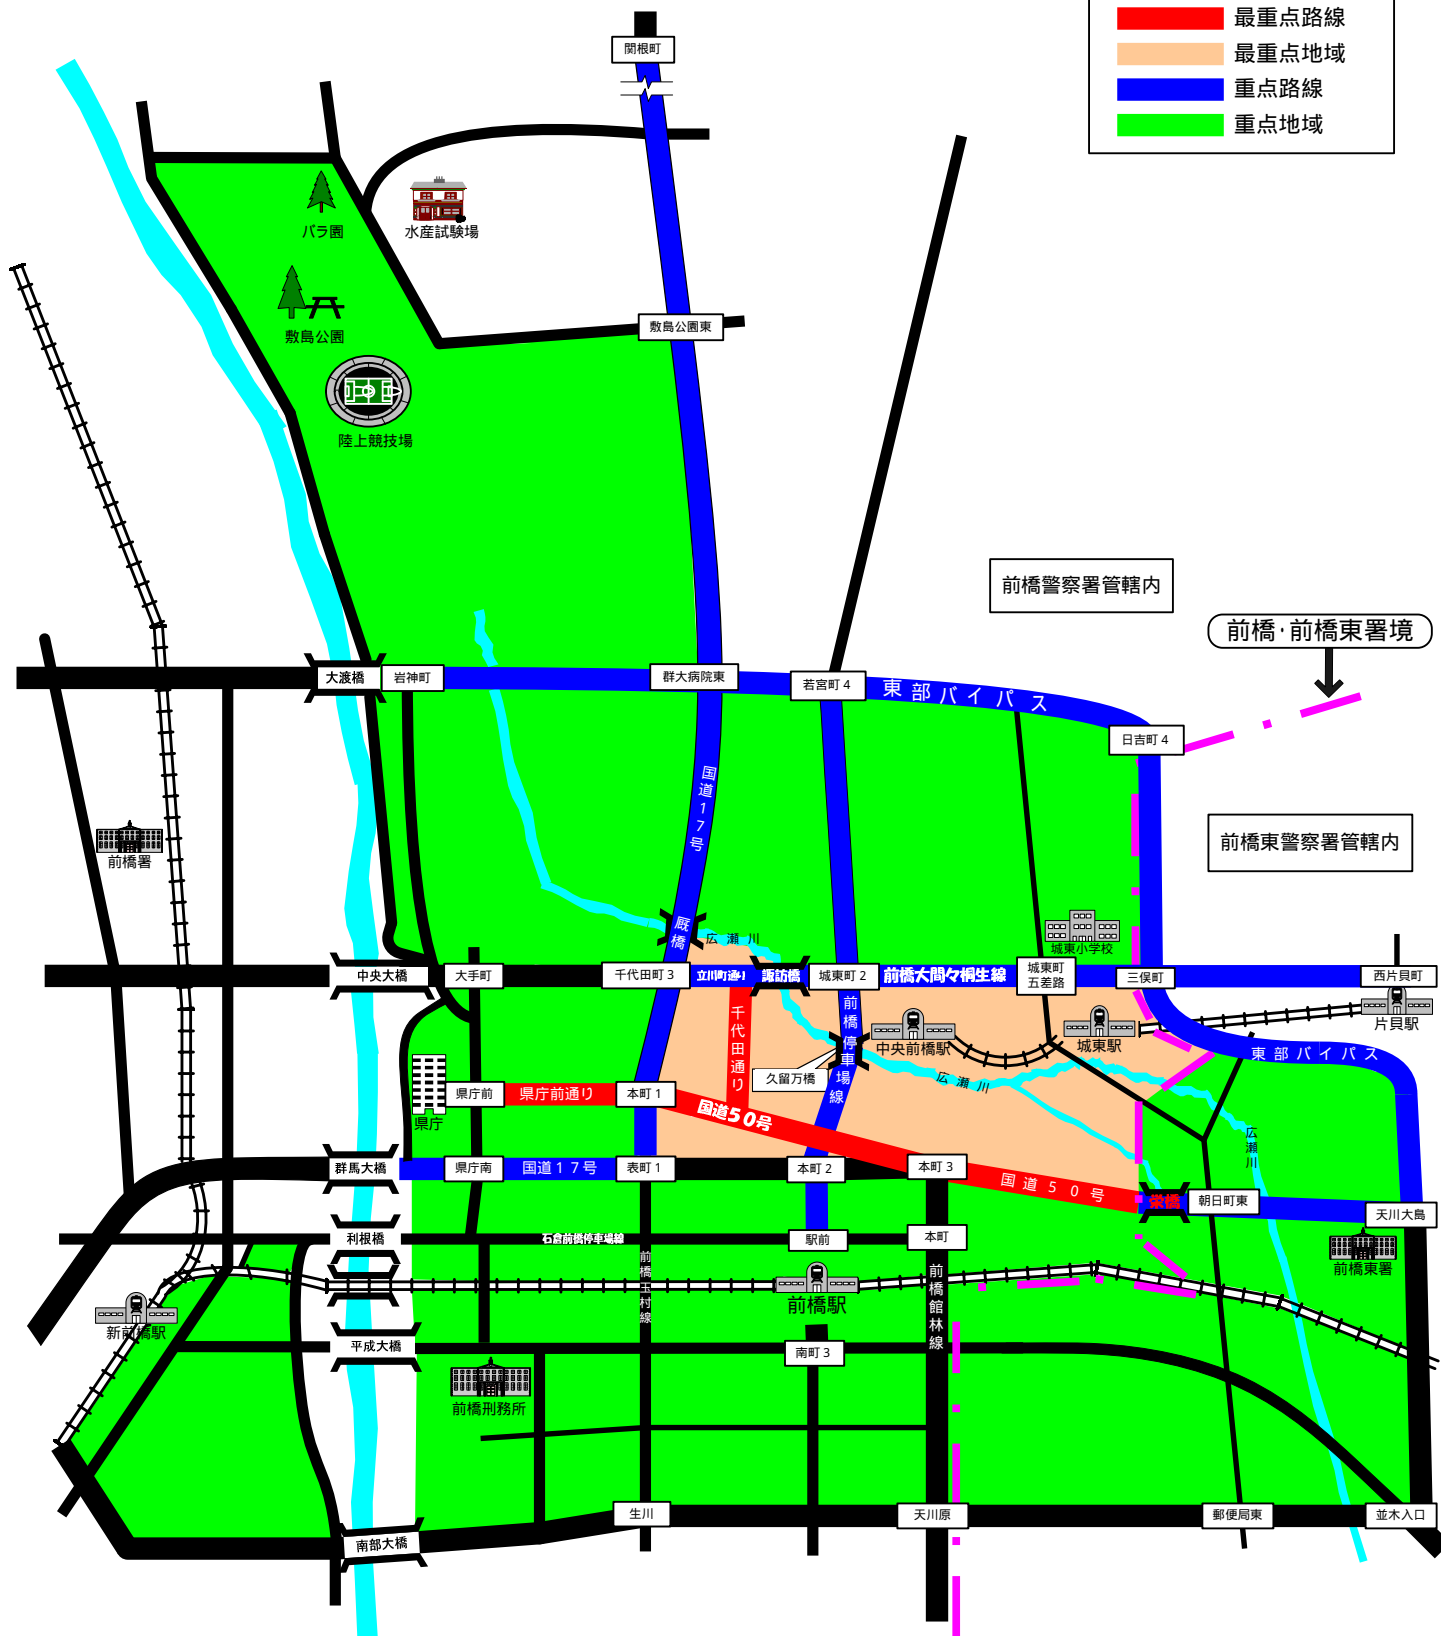 最重点路線
最重点地域
重点路線
重点地域
関根町
バラ園
水産試験場
敷島公園
敷島公園東
陸上競技場
前橋警察署管轄内
前橋・前橋東署境
大渡橋
岩神町
群大病院東
若宮町4
東部バイパス
日吉町4
国道17号
前橋東警察署管轄内
前橋署
厩橋
広瀬川
城東小学校
中央大橋
大手町
千代田町3
立川町通り
諏訪橋
城東町2
前橋大間々桐生線
城東町
五差路
三俣町
西片貝町
片貝駅
千代田通り
前橋停車場線
中央前橋駅
城東駅
東部バイパス
久留万橋
広瀬川
県庁
県庁前
県庁前通り
本町1
国道50号
広瀬川
群馬大橋
県庁南
国道17号
表町1
本町2
本町3
国道50号
栄橋
朝日町東
天川大島
利根橋
石倉前橋停車場線
駅前
本町
前橋玉村線
前橋館林線
前橋東署
前橋駅
新前橋駅
平成大橋
南町3
前橋刑務所
生川
天川原
郵便局東
並木入口
南部大橋